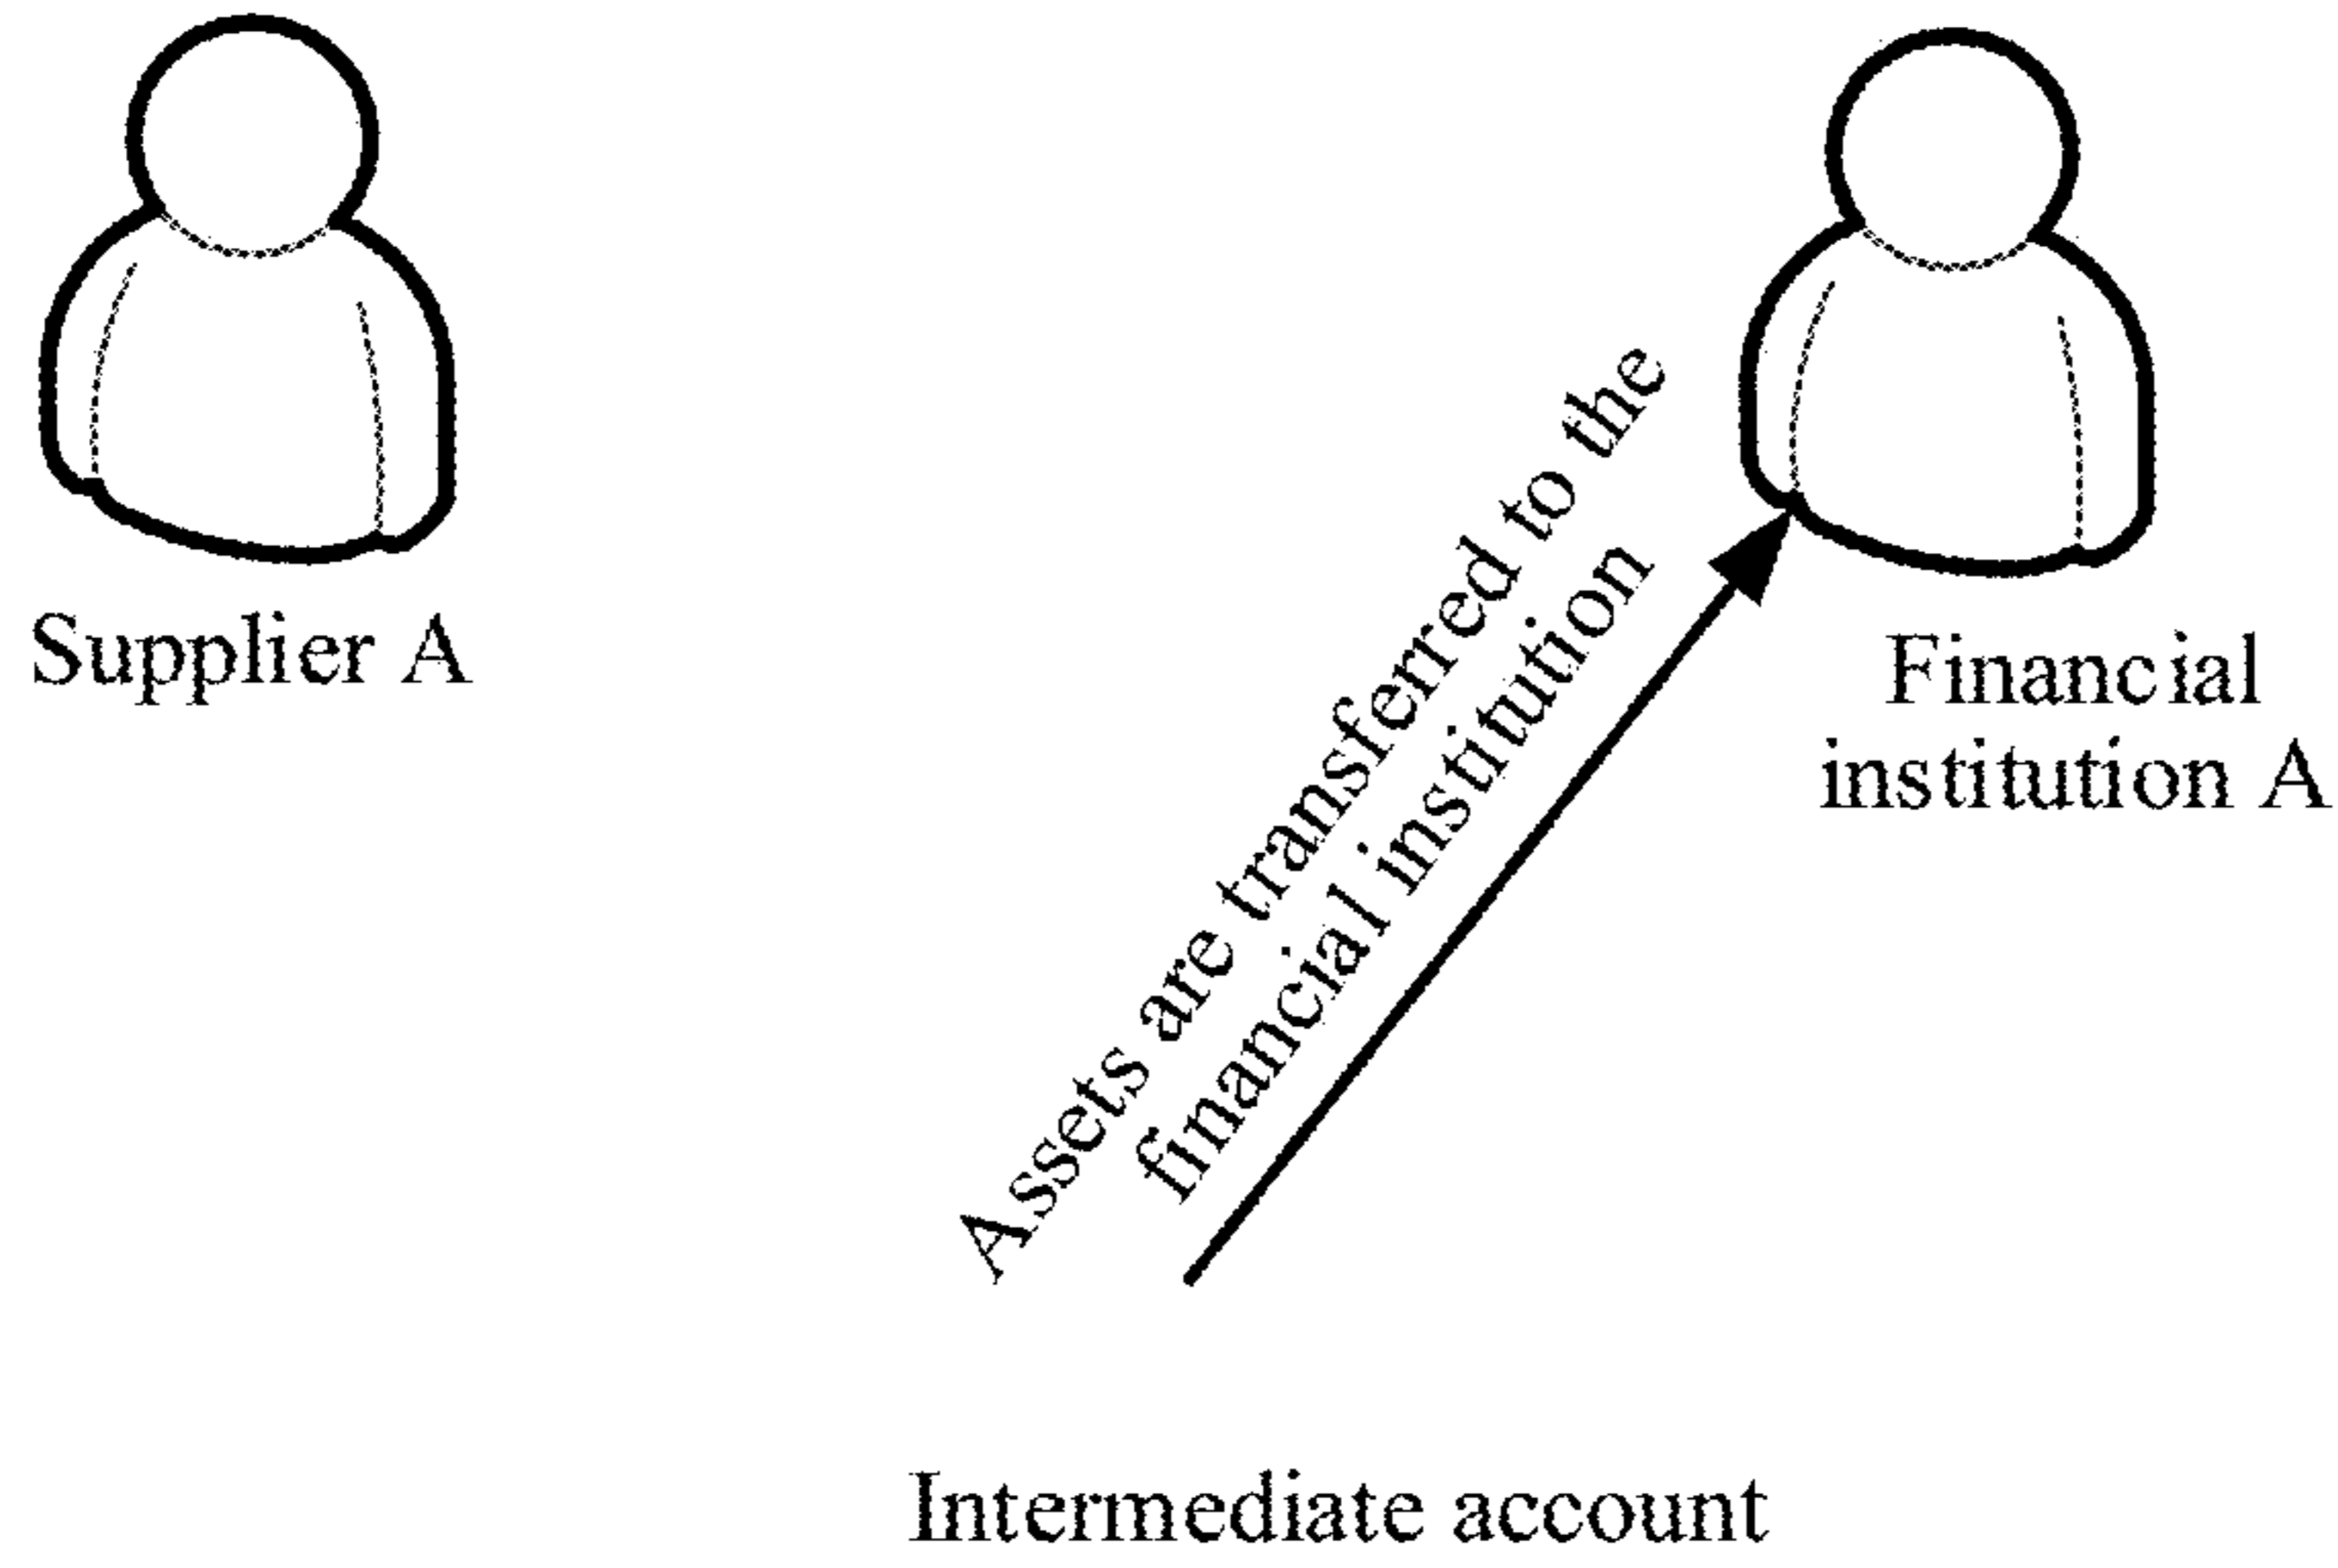 Supplier A
Financial
institution A
Assets are transferred to the
financial institution
Intermediate account